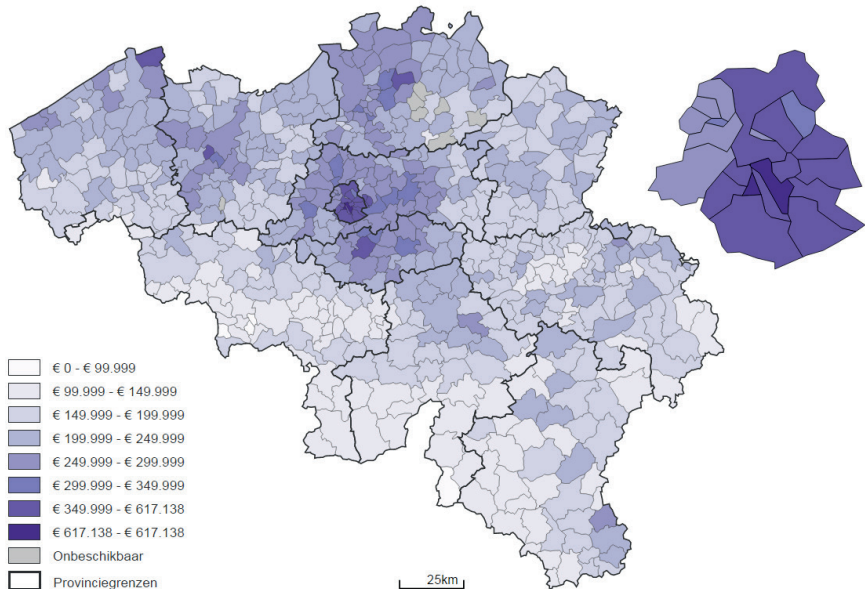 € 0 - € 99.999
€ 99.999 - € 149.999
€ 149.999 - € 199.999
€ 199.999 - € 249.999
€ 249.999 - € 299.999
€ 299.999 - € 349.999
€ 349.999 - € 617.138
€ 617.138 - € 617.138
Onbeschikbaar
Provinciegrenzen
25km